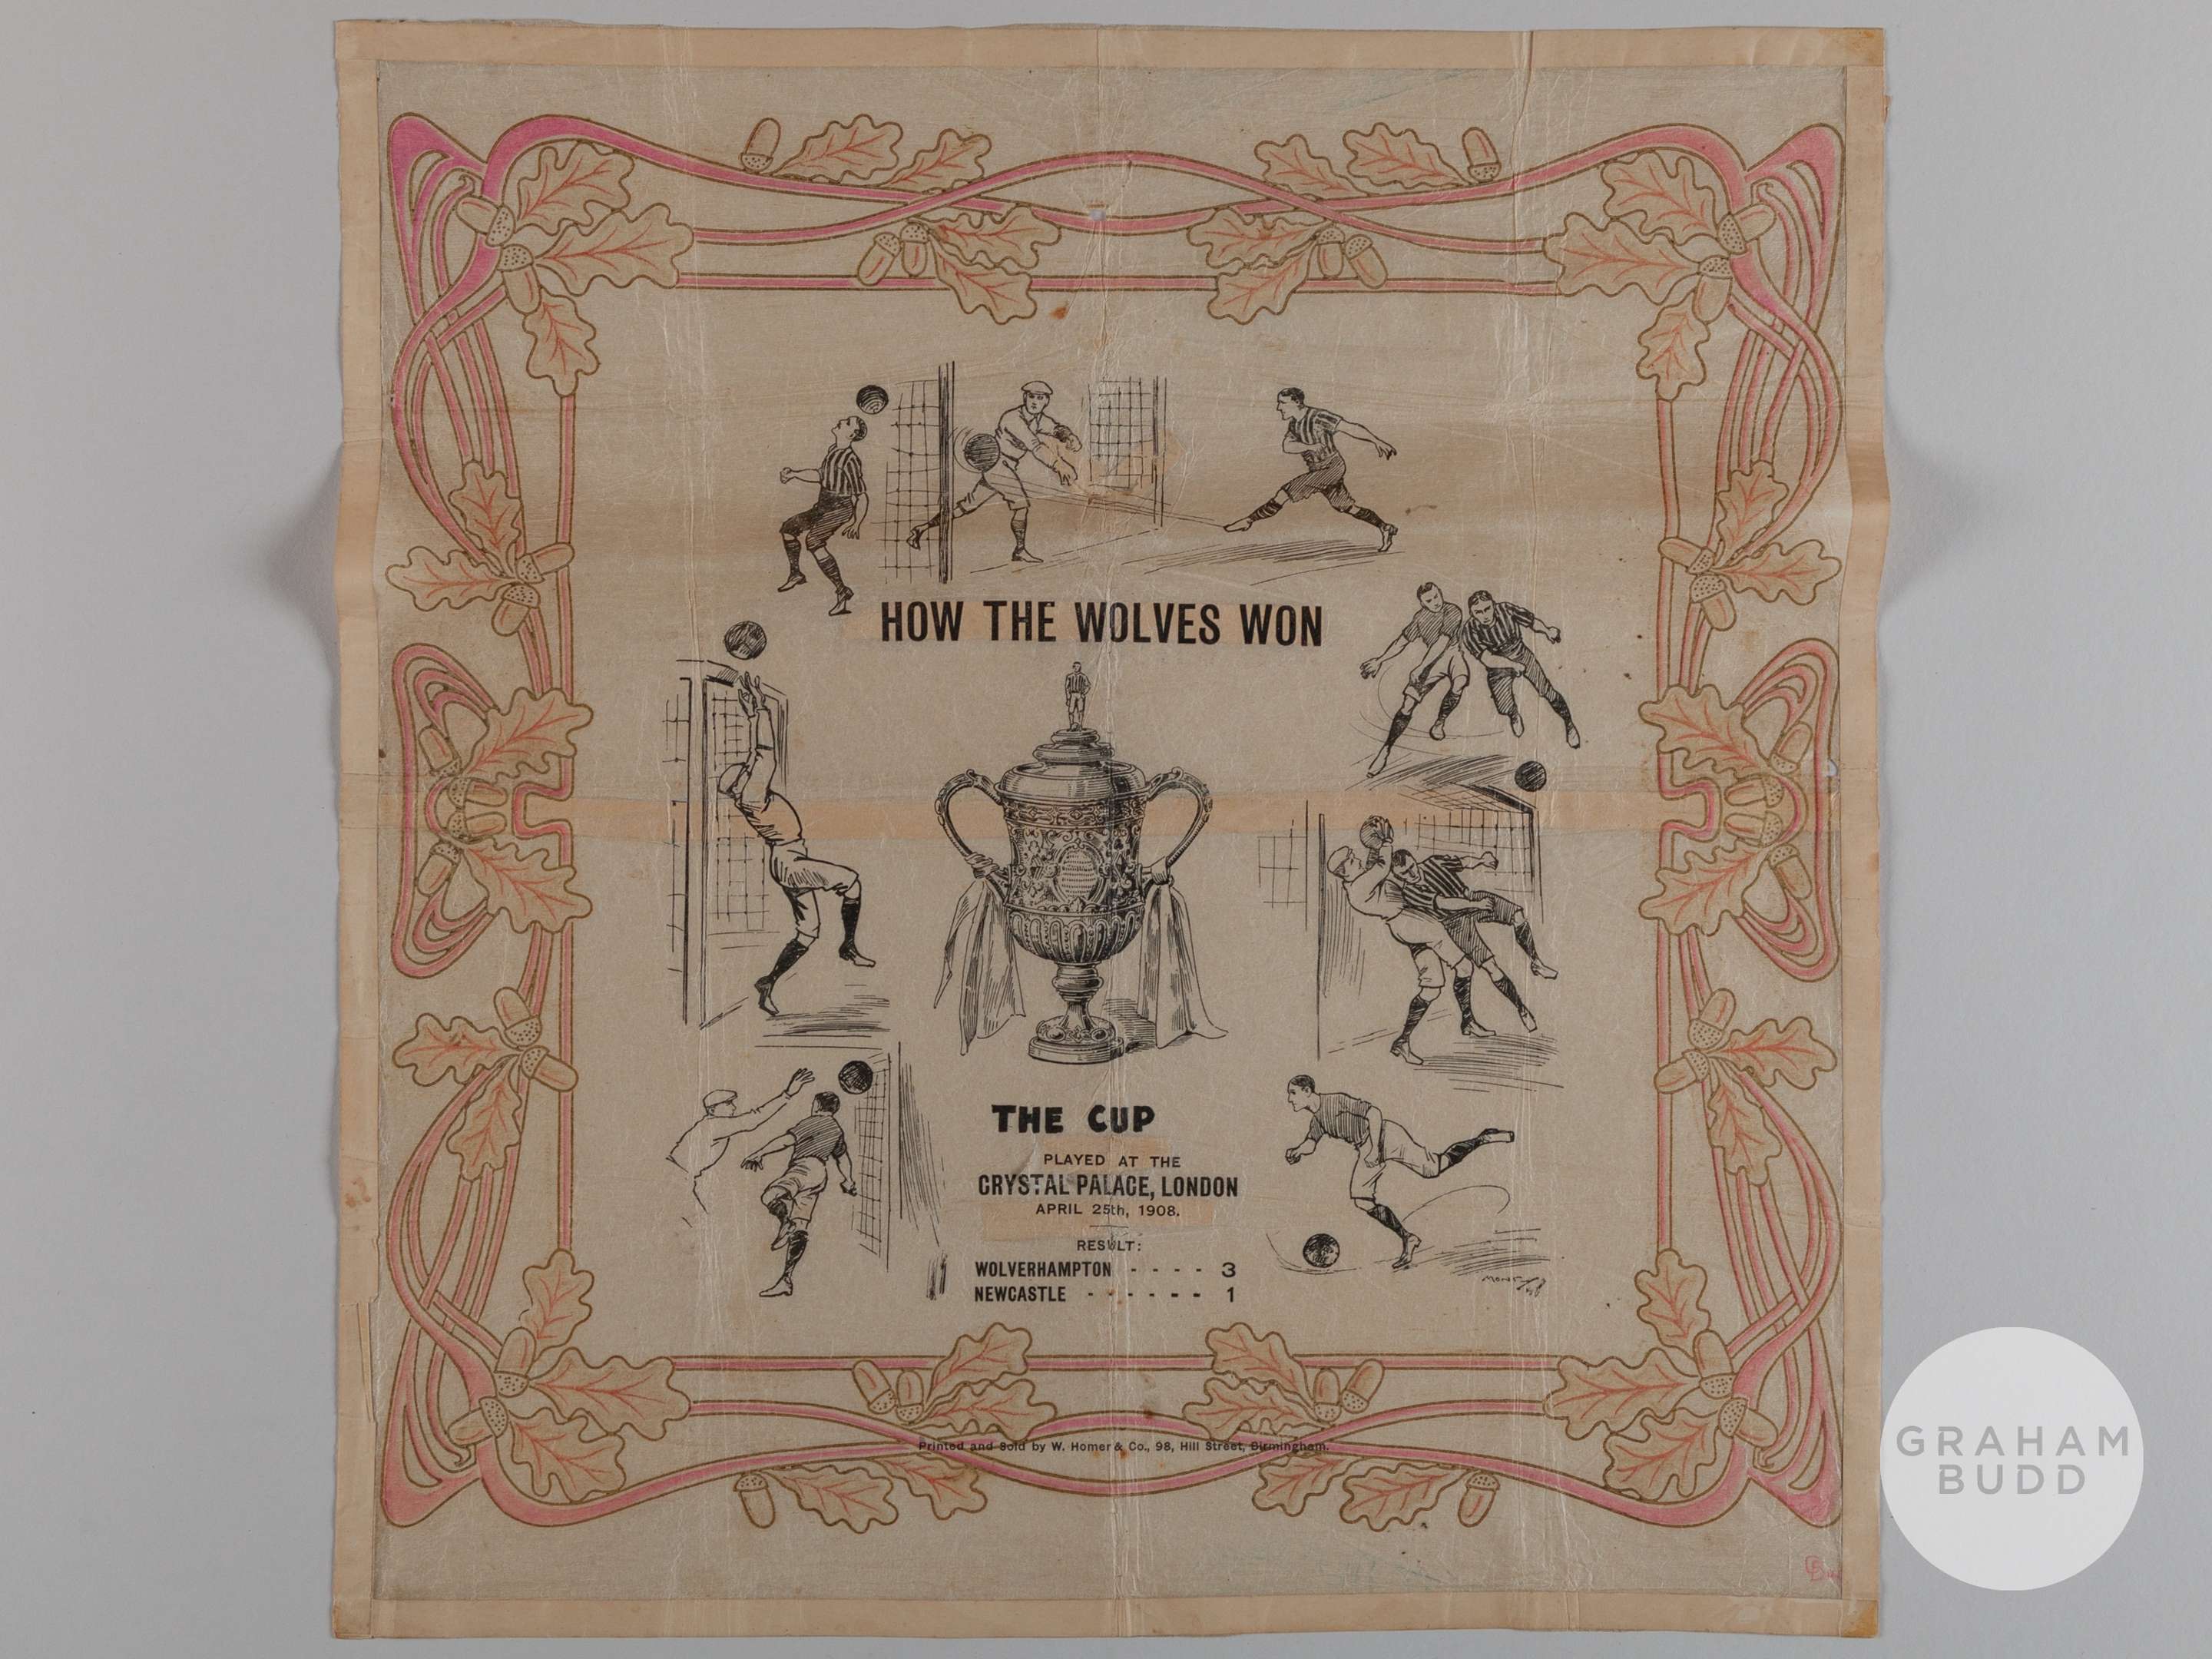 HOW THE WOLVES WON
THE CUP
PLAYED AT THE
CRYSTAL PALACE, LONDON
APRIL 25th, 1908.
RESULT:
WOLVERHAMPTON - - - - 3
NEWCASTLE - - - - - - 1
Printed and Sold by W. Homer & Co., 98, Hill Street, Birmingham.
GRAHAM
BUDD